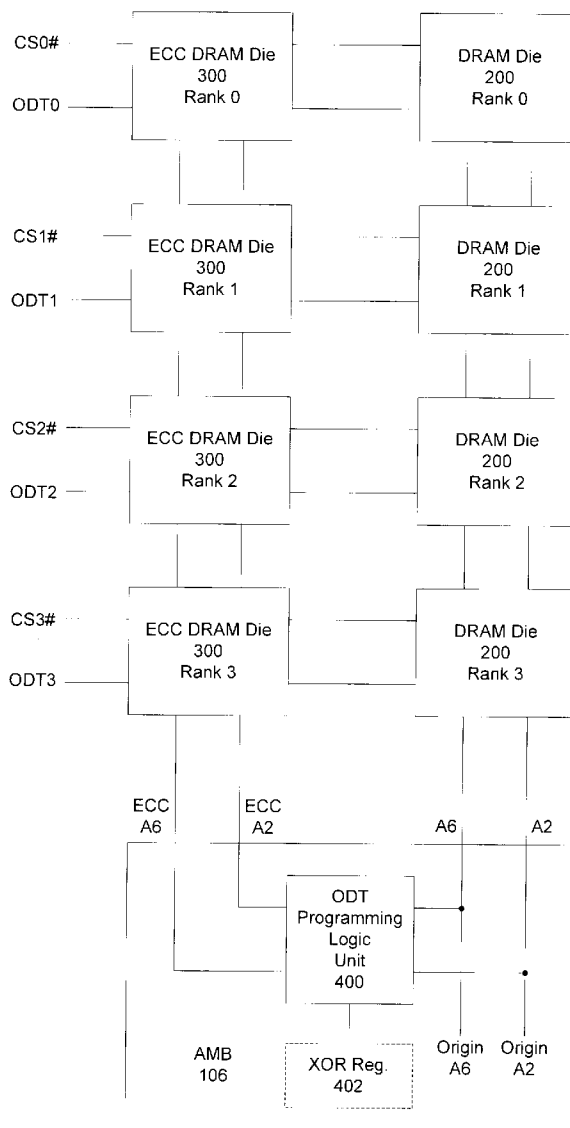 CS0#
ECC DRAM Die
300
Rank 0
DRAM Die
200
Rank 0
ODT0
CS1#
ECC DRAM Die
300
Rank 1
DRAM Die
200
Rank 1
ODT1
CS2#
ECC DRAM Die
300
Rank 2
DRAM Die
200
Rank 2
ODT2
CS3#
ECC DRAM Die
300
Rank 3
DRAM Die
200
Rank 3
ODT3
ECC
A6
ECC
A2
A6
A2
ODT
Programming
Logic
Unit
400
AMB
106
XOR Reg.
402
Origin
A6
Origin
A2